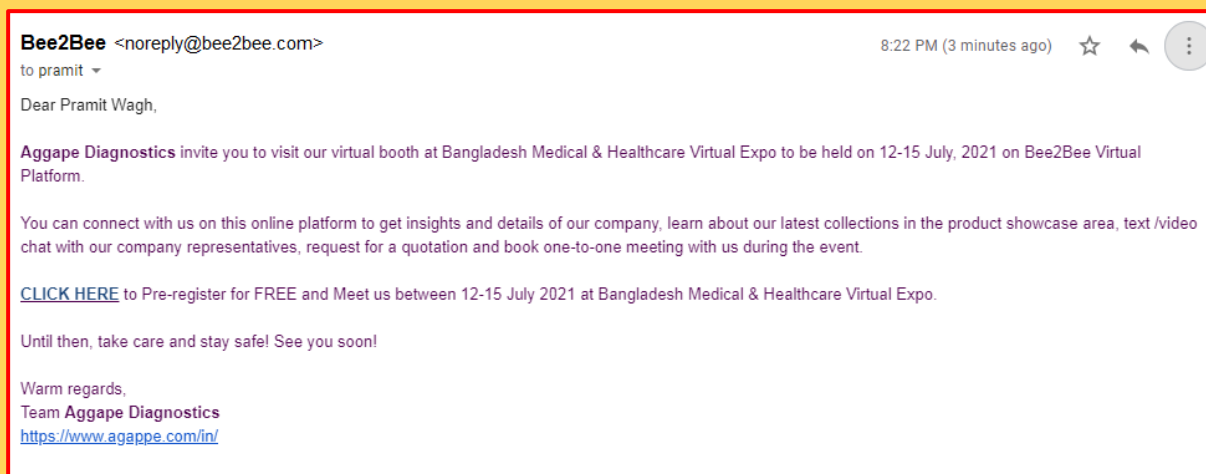 Bee2Bee <noreply@bee2bee.com>
8:22 PM (3 minutes ago)
to pramit
Dear Pramit Wagh,
Aggape Diagnostics invite you to visit our virtual booth at Bangladesh Medical & Healthcare Virtual Expo to be held on 12-15 July, 2021 on Bee2Bee Virtual
Platform.
You can connect with us on this online platform to get insights and details of our company, learn about our latest collections in the product showcase area, text /video
chat with our company representatives, request for a quotation and book one-to-one meeting with us during the event.
CLICK HERE to Pre-register for FREE and Meet us between 12-15 July 2021 at Bangladesh Medical & Healthcare Virtual Expo.
Until then, take care and stay safe! See you soon!
Warm regards,
Team Aggape Diagnostics
https://www.agappe.com/in/